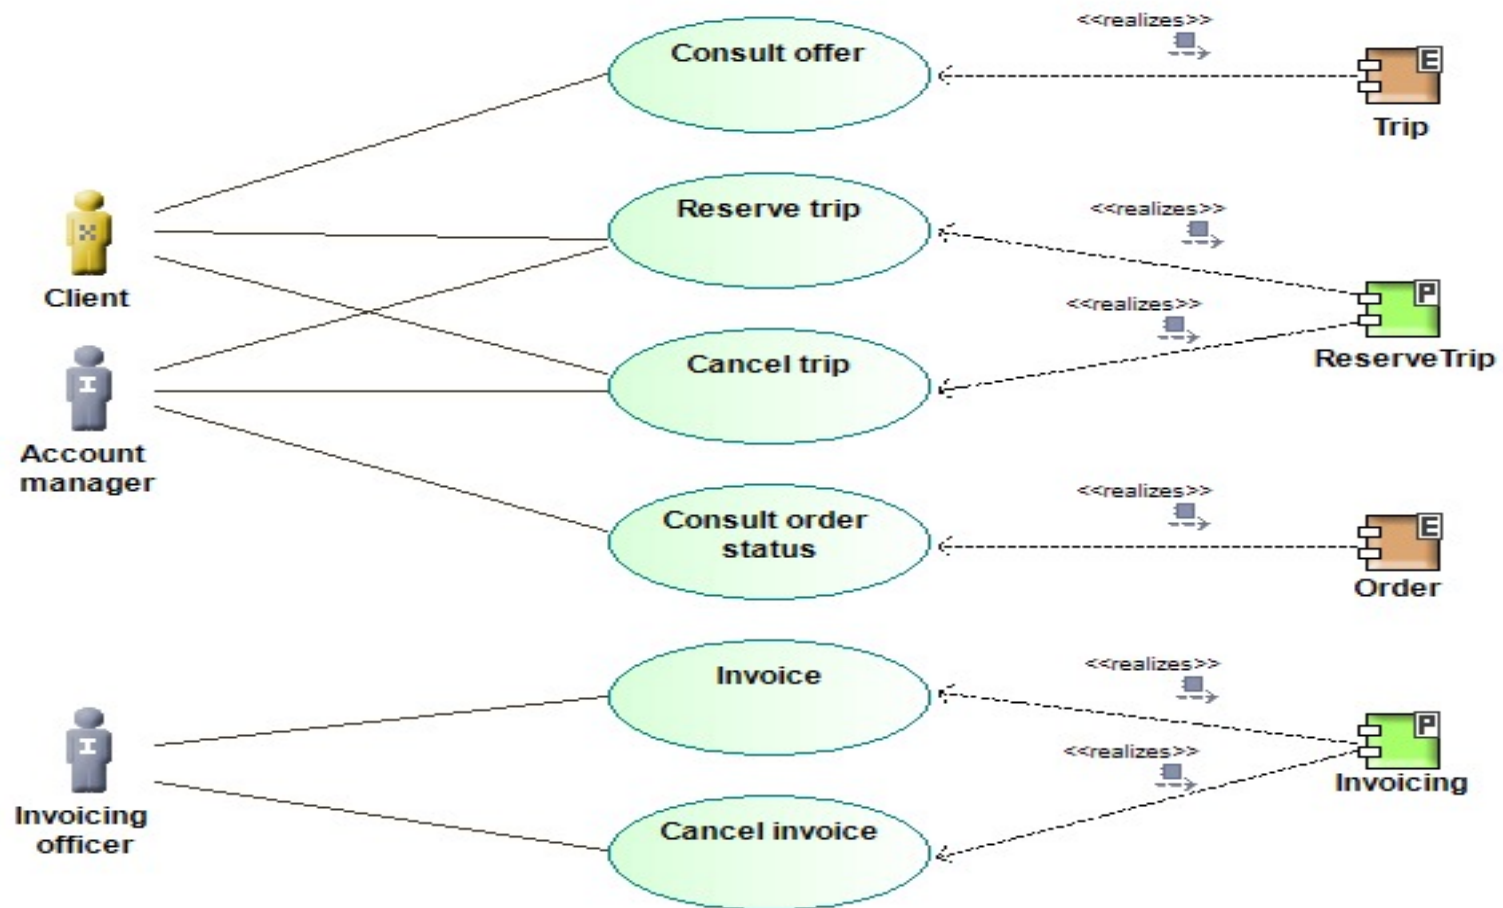 <<realizes>>
Consult offer
E
Trip
Reserve trip
<<realizes>>
X
Client
P
<<realizes>>
ReserveTrip
Cancel trip
I
Account
manager
<<realizes>>
Consult order
status
E
Order
<<realizes>>
Invoice
P
I
<<realizes>>
Invoicing
Invoicing
officer
Cancel invoice